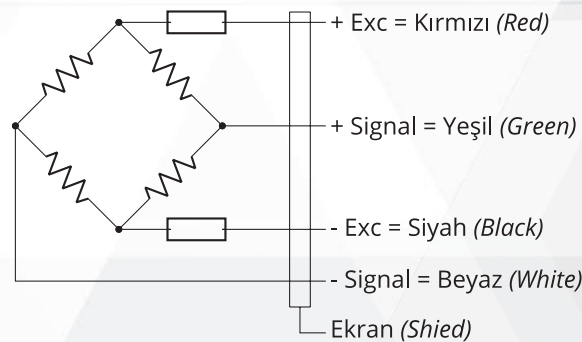 + Exc = Kırmızı (Red)
+ Signal = Yeşil (Green)
- Exc = Siyah (Black)
- Signal = Beyaz (White)
Ekran (Shied)